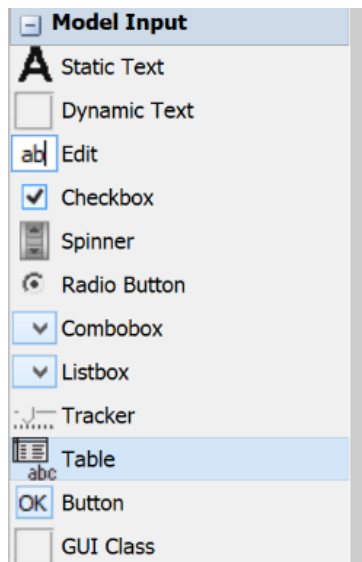 Model Input
A Static Text
Dynamic Text
ab Edit
Checkbox
Spinner
Radio Button
Combobox
Listbox
Tracker
abc Table
OK Button
GUI Class